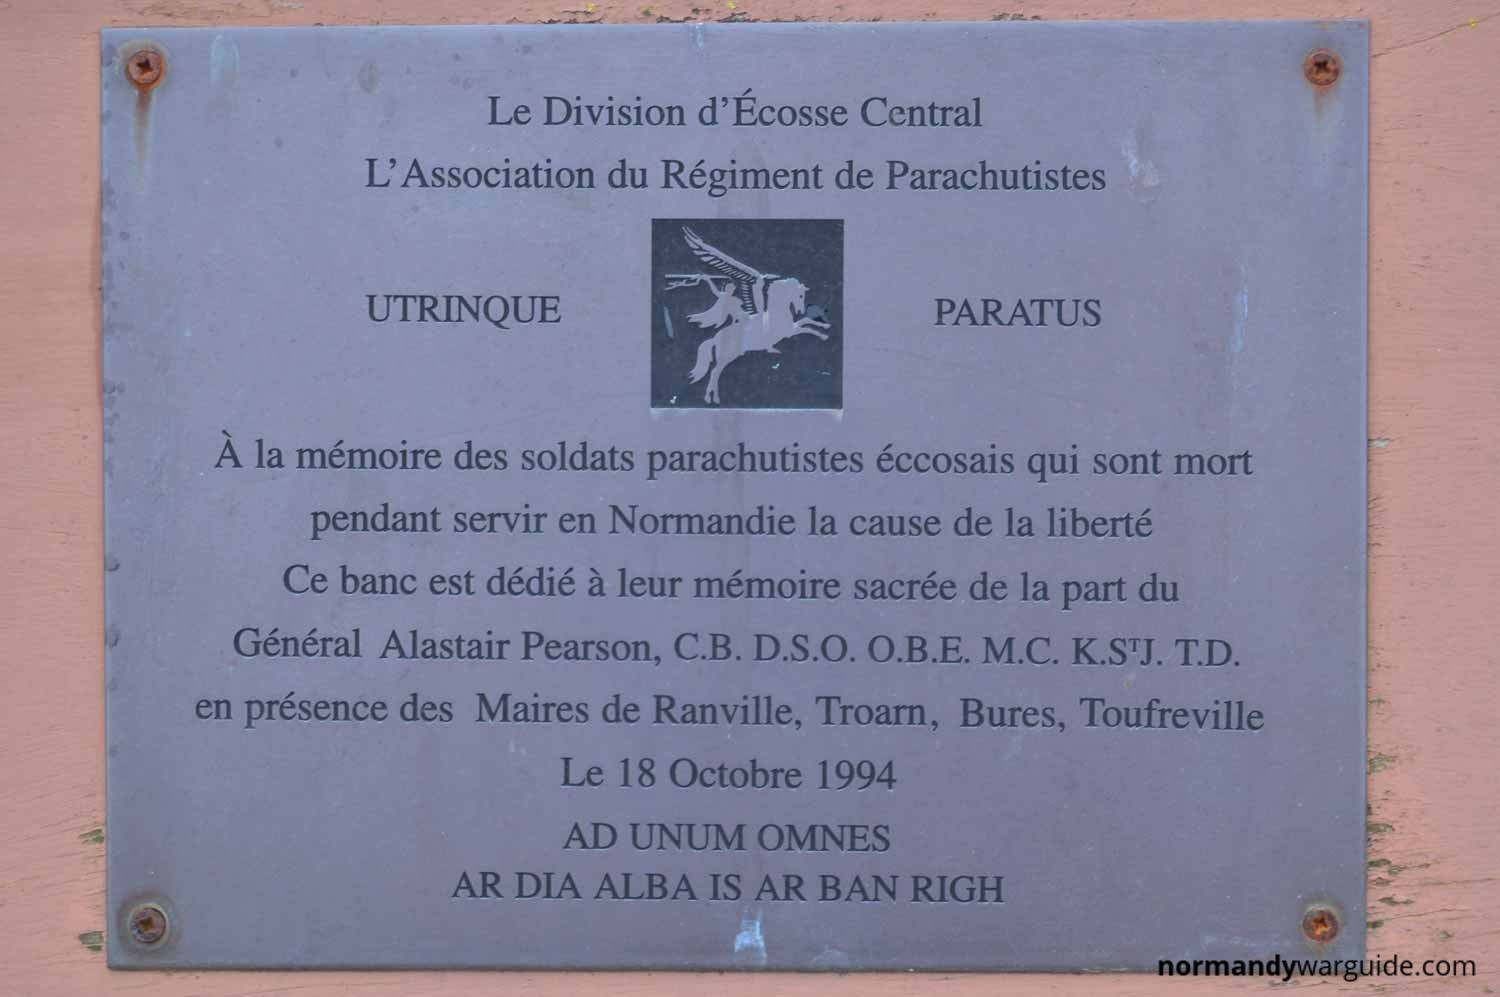 Le Division d'Écosse Central
L'Association du Régiment de Parachutistes
UTRINQUE PARATUS
À la mémoire des soldats parachutistes éccosais qui sont mort
pendant servir en Normandie la cause de la liberté
Ce banc est dédié à leur mémoire sacrée de la part du
Général Alastair Pearson, C.B. D.S.O. O.B.E. M.C. K.SᵀJ. T.D.
en présence des Maires de Ranville, Troarn, Bures, Toufreville
Le 18 Octobre 1994
AD UNUM OMNES
AR DIA ALBA IS AR BAN RIGH
normandywarguide.com